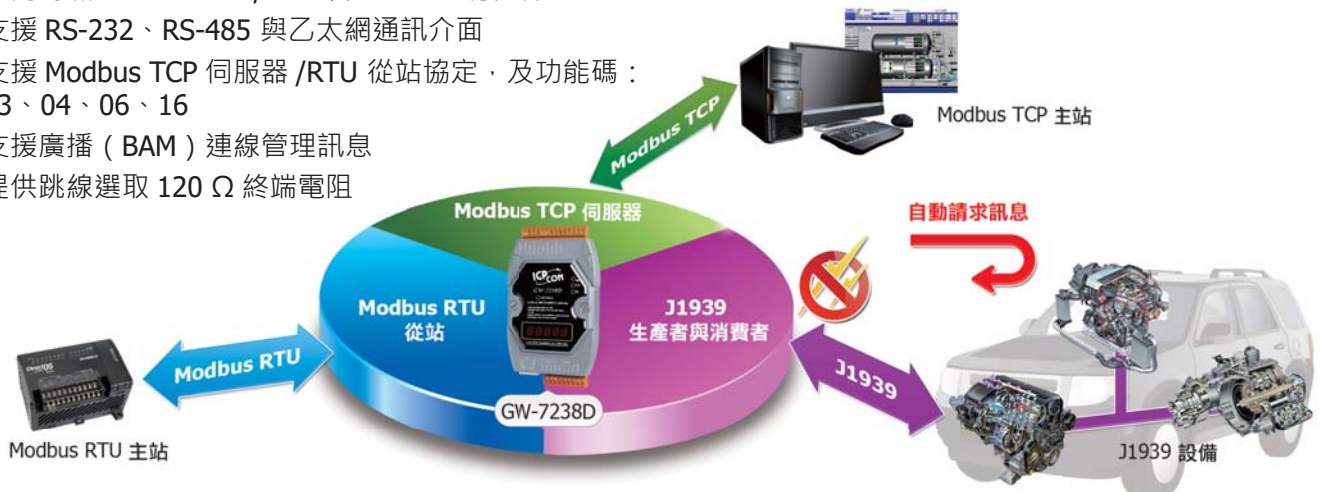 支援 RS-232、RS-485 與乙太網通訊介面
支援 Modbus TCP 伺服器 /RTU 從站協定，及功能碼：
3、04、06、16
支援廣播（BAM）連線管理訊息
提供跳線選取 120 Ω 終端電阻
Modbus TCP 主站
Modbus TCP
Modbus TCP 伺服器
自動請求訊息
ICP CON
GW-7238D
Modbus RTU
從站
J1939
生產者與消費者
Modbus RTU
J1939
GW-7238D
Modbus RTU 主站
J1939 設備